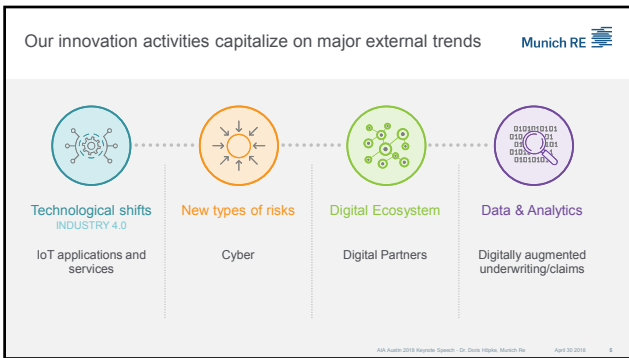 Our innovation activities capitalize on major external trends
Munich RE
0101010101
Technological shifts
INDUSTRY 4.0
IoT applications and
services
New types of risks
Cyber
Digital Ecosystem
Digital Partners
Data & Analytics
Digitally augmented
underwriting/claims
AIA Austin 2018 Keynote Speech - Dr. Doris Höpke, Munich Re
April 30 2018